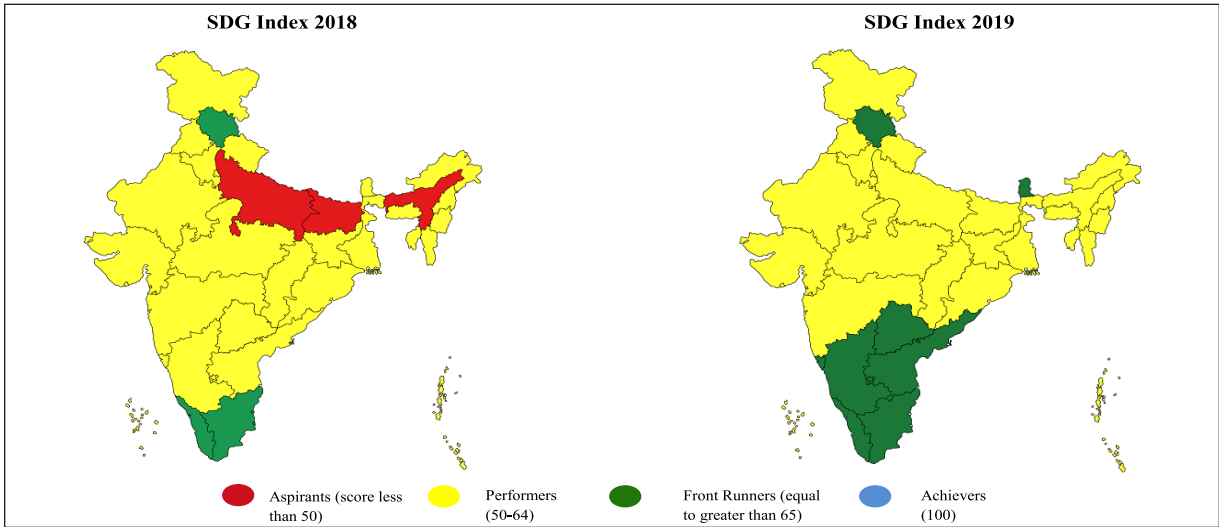 SDG Index 2018
SDG Index 2019
Aspirants (score less
than 50)
Performers
(50-64)
Front Runners (equal
to greater than 65)
Achievers
(100)